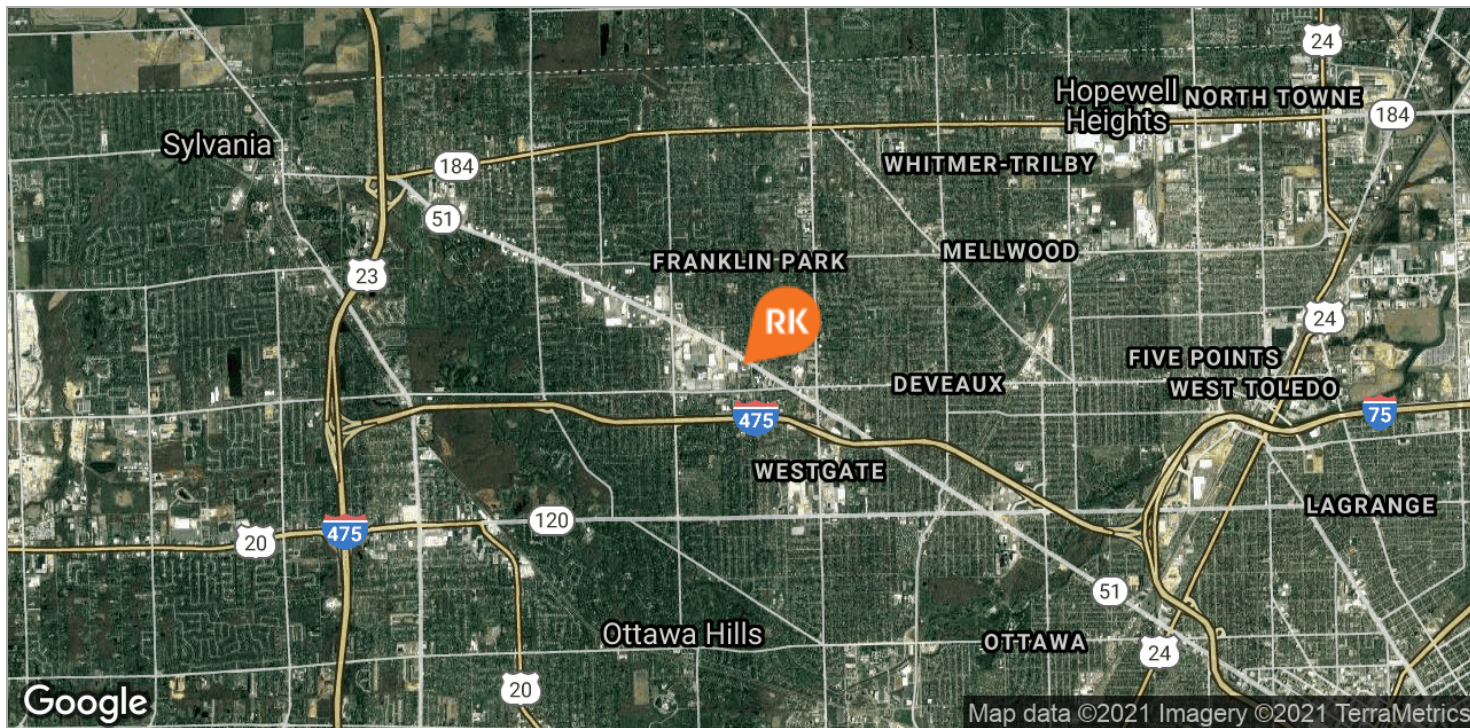 24
Hopewell
Heights
NORTH TOWNE
184
Sylvania
184
WHITMER-TRILBY
51
FRANKLIN PARK
MELLWOOD
23
RK
24
FIVE POINTS
DEVEAUX
WEST TOLEDO
475
75
WESTGATE
LAGRANGE
120
475
20
51
Ottawa Hills
OTTAWA
24
20
Google
Map data ©2021 Imagery ©2021 TerraMetrics